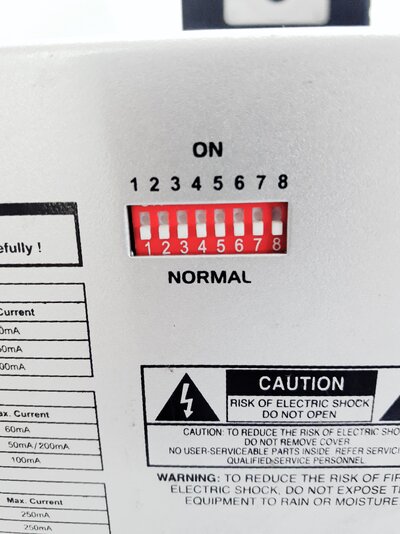 ON
1 2 3 4 5 6 7 8
1 2 3 4 5 6 7 8
NORMAL
efully !
Current
0mA
0mA
00mA
ax. Current
60mA
50mA/200mA
100mA
Max. Current
250mA
250mA
CAUTION
RISK OF ELECTRIC SHOCK
DO NOT OPEN
CAUTION: TO REDUCE THE RISK OF ELECTRIC SHO
DO NOT REMOVE COVER
NO USER-SERVICEABLE PARTS INSIDE REFER SERVIC
QUALIFIED SERVICE PERSONNEL
WARNING: TO REDUCE THE RISK OF FIR
ELECTRIC SHOCK, DO NOT EXPOSE T
EQUIPMENT TO RAIN OR MOISTURE